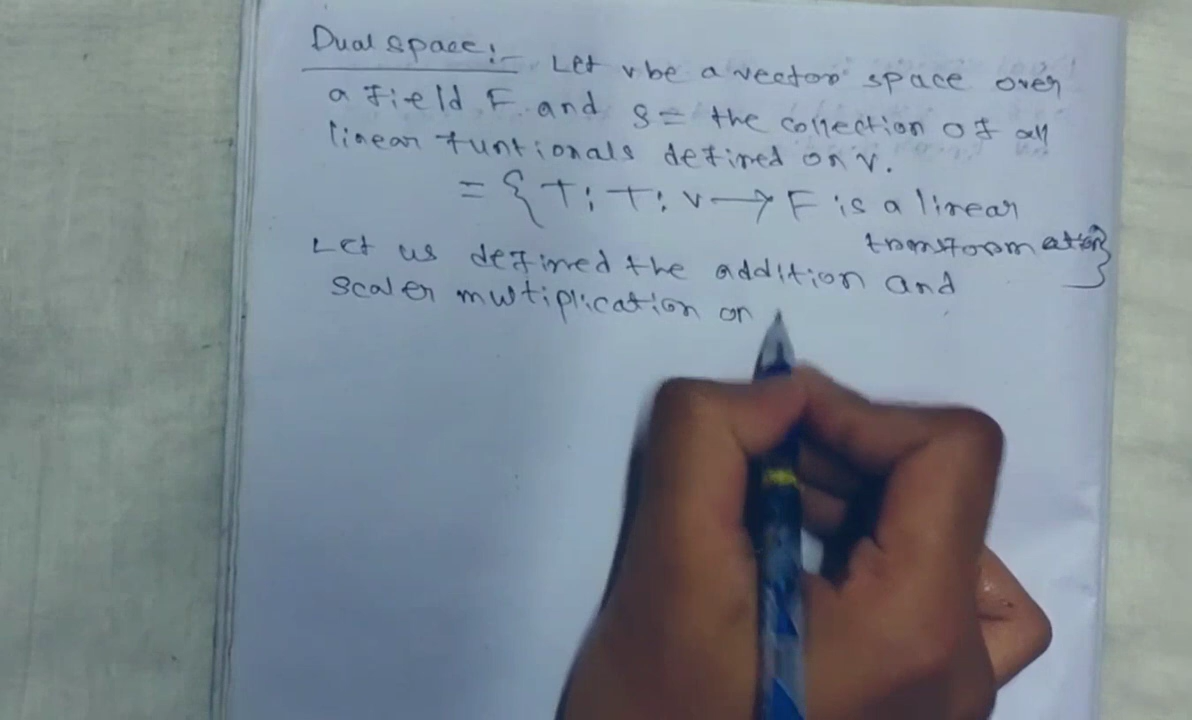 Dual space:- Let v be a vector space over
a field F and S = the collection of all
linear funtionals defined on v.
= { T : T : v → F is a linear
transformation}
Let us defined the addition and
scaler multiplication on